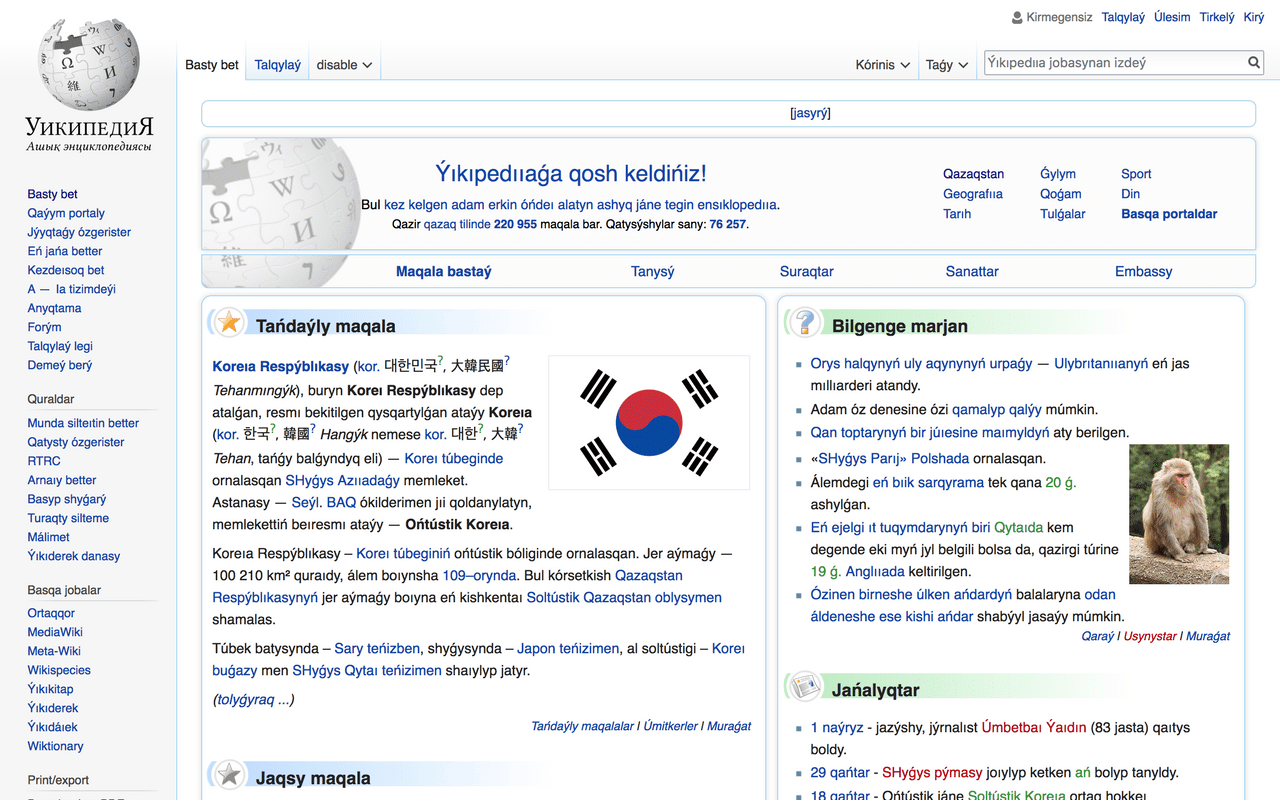 Kirmegensiz Talqylaý Úlesim Tirkelý Kirý
Basty bet Talqylaý disable Kórinis Taǵy Ýıkıpedııa jobasynan izdeý
УикипедиЯ
Ашық энциклопедиясы
Basty bet
Qaýym portaly
Jýyqtaǵy ózgerister
Eń jańa better
Kezdeısoq bet
A — Ia tizimdeýi
Anyqtama
Forým
Talqylaý legi
Demeý berý
Quraldar
Munda silteıtin better
Qatysty ózgerister
RTRC
Arnaıy better
Basyp shyǵarý
Turaqty silteme
Málimet
Ýıkıderek danasy
Basqa jobalar
Ortaqqor
MediaWiki
Meta-Wiki
Wikispecies
Ýıkıkitap
Ýıkıderek
Ýıkıdáıek
Wiktionary
Print/export
[jasyrý]
Ýıkıpedııaǵa qosh keldińiz!
Bul kez kelgen adam erkin óńdeı alatyn ashyq jáne tegin ensıklopedııa.
Qazir qazaq tilinde 220 955 maqala bar. Qatysýshylar sany: 76 257.
Qazaqstan Ǵylym Sport
Geografııa Qoǵam Din
Tarıh Tulǵalar Basqa portaldar
Maqala bastaý Tanysý Suraqtar Sanattar Embassy
Tańdaýly maqala
Koreıa Respýblıkasy (kor. 대한민국?, 大韓民國?
Tehanmıngýk), buryn Koreı Respýblıkasy dep
atalǵan, resmı bekitilgen qysqartylǵan ataýy Koreıa
(kor. 한국?, 韓國? Hangýk nemese kor. 대한?, 大韓?
Tehan, tańǵy balǵyndyq eli) — Koreı túbeginde
ornalasqan SHyǵys Azııadaǵy memleket.
Astanasy — Seýl. BAQ ókilderimen jıi qoldanylatyn,
memlekettiń beıresmı ataýy — Ońtústik Koreıa.
Koreıa Respýblıkasy – Koreı túbeginiń ońtústik bóliginde ornalasqan. Jer aýmaǵy —
100 210 km² quraıdy, álem boıynsha 109–orynda. Bul kórsetkish Qazaqstan
Respýblıkasynyń jer aýmaǵy boıyna eń kishkentaı Soltústik Qazaqstan oblysymen
shamalas.
Túbek batysynda – Sary teńizben, shyǵysynda – Japon teńizimen, al soltústigi – Koreı
buǵazy men SHyǵys Qytaı teńizimen shaıylyp jatyr.
(tolyǵyraq ...)
Tańdaýly maqalalar | Úmitkerler | Muraǵat
Jaqsy maqala
Bilgenge marjan
Orys halqynyń uly aqynynyń urpaǵy — Ulybrıtanııanyń eń jas
mıllıarderi atandy.
Adam óz denesine ózi qamalyp qalýy múmkin.
Qan toptarynyń bir júıesine maımyldyń aty berilgen.
«SHyǵys Parıj» Polshada ornalasqan.
Álemdegi eń bıik sarqyrama tek qana 20 ǵ.
ashylǵan.
Eń ejelgi ıt tuqymdarynyń biri Qytaıda kem
degende eki myń jyl belgili bolsa da, qazirgi túrine
19 ǵ. Anglııada keltirilgen.
Ózinen birneshe úlken ańdardyń balalaryna odan
áldeneshe ese kishi ańdar shabýyl jasaýy múmkin.
Qaraý | Usynystar | Muraǵat
Jańalyqtar
1 naýryz - jazýshy, jýrnalıst Úmbetbaı Ýaıdın (83 jasta) qaıtys
boldy.
29 qańtar - SHyǵys pýmasy joıylyp ketken ań bolyp tanyldy.
18 qańtar - Ońtústik jáne Soltústik Koreıa ortaq hokkeı